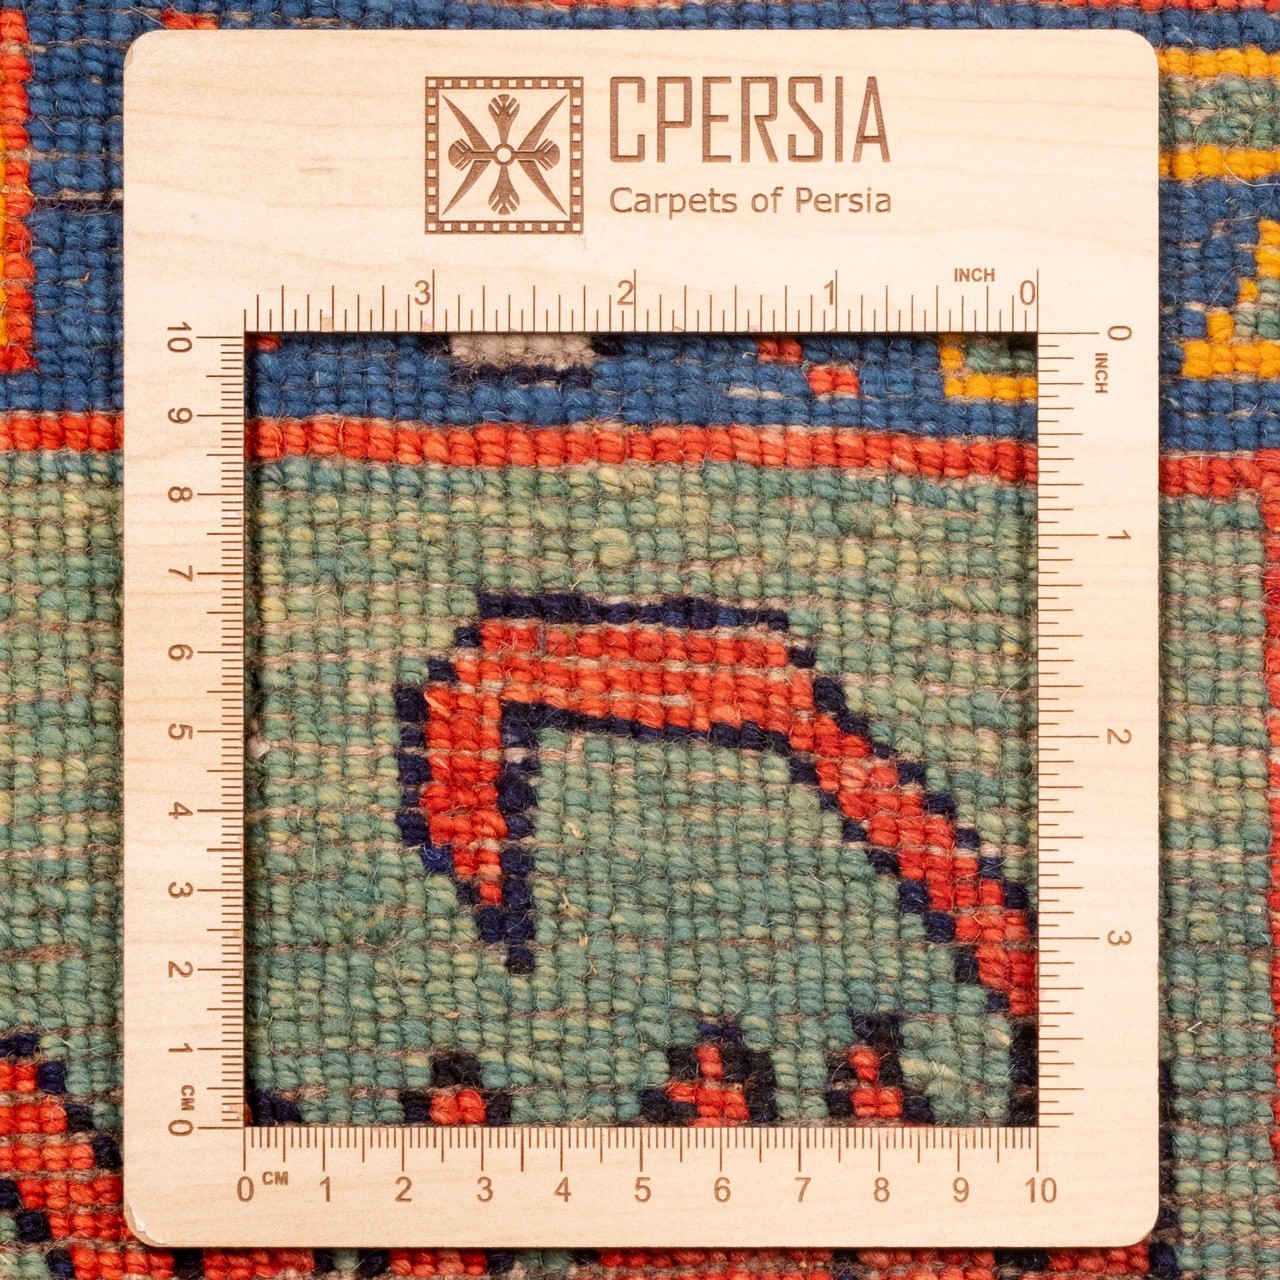 CPERSIA
Carpets of Persia
INCH
3 2 1 0
10 9 8 7 6 5 4 3 2 1 CM 0
0 INCH 1 2 3
0 CM 1 2 3 4 5 6 7 8 9 10